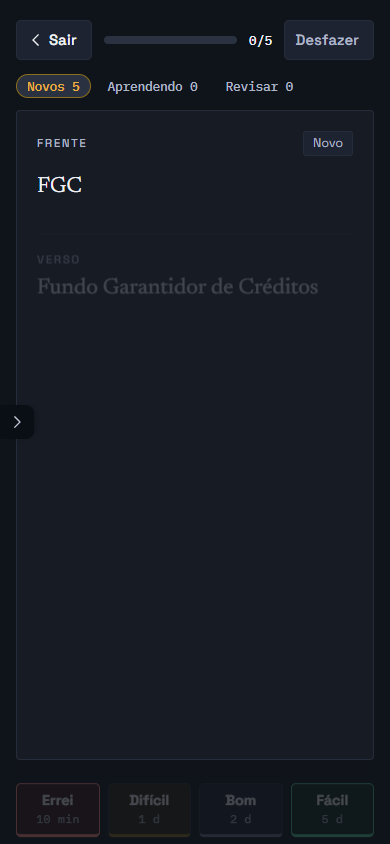 Sair
0/5
Desfazer
Novos 5
Aprendendo 0
Revisar 0
FRENTE
Novo
FGC
VERSO
Fundo Garantidor de Créditos
Errei
10 min
Difícil
1 d
Bom
2 d
Fácil
5 d